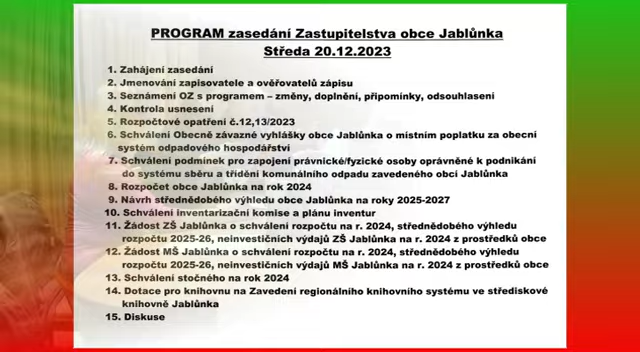 PROGRAM zasedání Zastupitelstva obce Jablůnka
Středa 20.12.2023
1. Zahájení zasedání
2. Jmenování zapisovatele a ověřovatelů zápisu
3. Seznámení OZ s programem – změny, doplnění, připomínky, odsouhlasení
4. Kontrola usnesení
5. Rozpočtové opatření č.12,13/2023
6. Schválení Obecně závazné vyhlášky obce Jablůnka o místním poplatku za obecní
systém odpadového hospodářství
7. Schválení podmínek pro zapojení právnické/fyzické osoby oprávněné k podnikání
do systému sběru a třídění komunálního odpadu zavedeného obcí Jablůnka
8. Rozpočet obce Jablůnka na rok 2024
9. Návrh střednědobého výhledu obce Jablůnka na roky 2025-2027
10. Schválení inventarizační komise a plánu inventur
11. Žádost ZŠ Jablůnka o schválení rozpočtu na r. 2024, střednědobého výhledu
rozpočtu 2025-26, neinvestičních výdajů ZŠ Jablůnka na r. 2024 z prostředků obce
12. Žádost MŠ Jablůnka o schválení rozpočtu na r. 2024, střednědobého výhledu
rozpočtu 2025-26, neinvestičních výdajů MŠ Jablůnka na r. 2024 z prostředků obce
13. Schválení stočného na rok 2024
14. Dotace pro knihovnu na Zavedení regionálního knihovního systému ve střediskové
knihovně Jablůnka
15. Diskuse